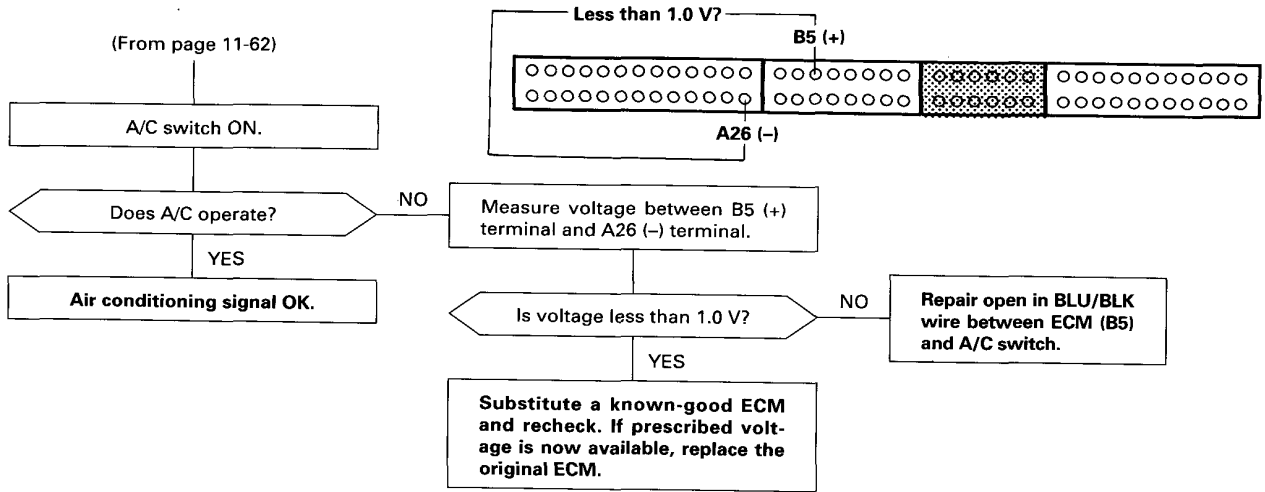 Less than 1.0 V?
B5 (+)
A26 (–)
(From page 11-62)
A/C switch ON.
Does A/C operate?
NO
YES
Air conditioning signal OK.
Measure voltage between B5 (+)
terminal and A26 (–) terminal.
Is voltage less than 1.0 V?
NO
Repair open in BLU/BLK
wire between ECM (B5)
and A/C switch.
YES
Substitute a known-good ECM
and recheck. If prescribed volt-
age is now available, replace the
original ECM.